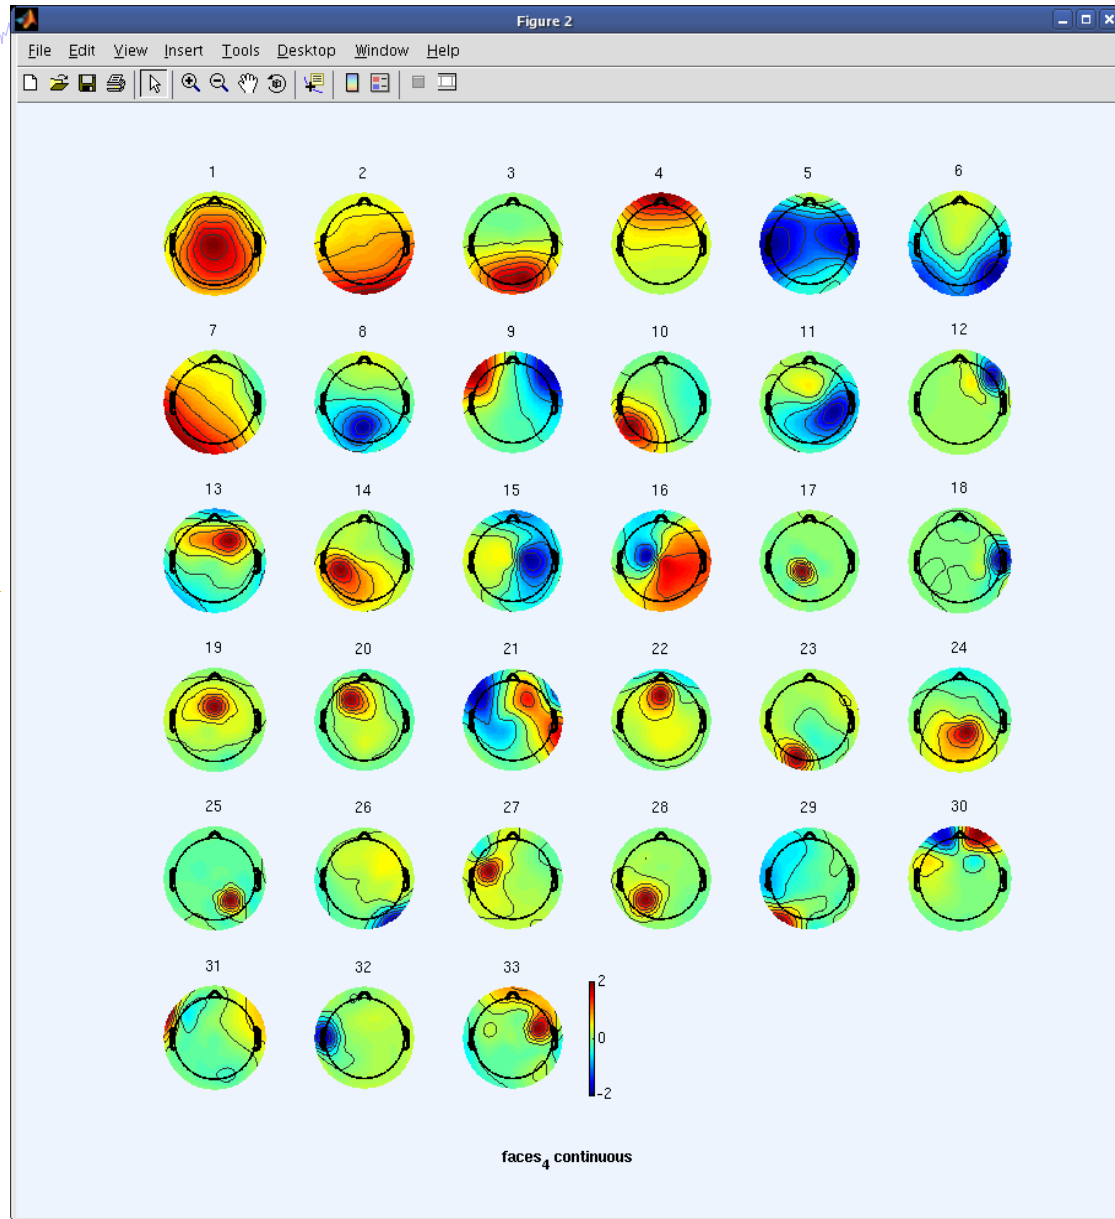 Figure 2
File Edit View Insert Tools Desktop Window Help
1 2 3 4 5 6
7 8 9 10 11 12
13 14 15 16 17 18
19 20 21 22 23 24
25 26 27 28 29 30
31 32 33
2
0
-2
faces4 continuous